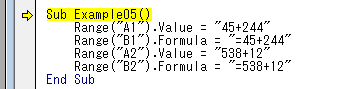 Sub Example05()
    Range("A1").Value = "45+244"
    Range("B1").Formula = "=45+244"
    Range("A2").Value = "538+12"
    Range("B2").Formula = "=538+12"
End Sub